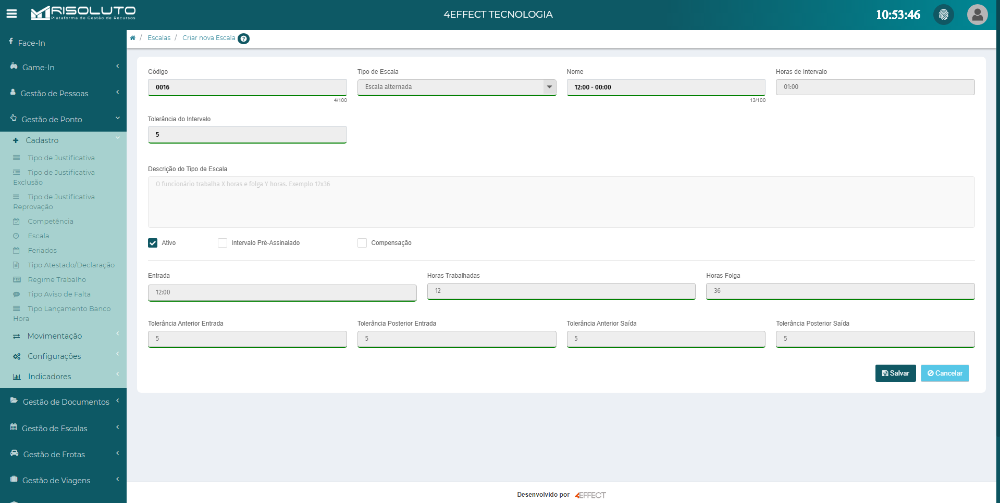 RISOLUTO
Plataforma de Gestão de Recursos
4EFFECT TECNOLOGIA
10:53:46
Face-In
Game-In
Gestão de Pessoas
Gestão de Ponto
Cadastro
Tipo de Justificativa
Tipo de Justificativa
Exclusão
Tipo de Justificativa
Reprovação
Competência
Escala
Feriados
Tipo Atestado/Declaração
Regime Trabalho
Tipo Aviso de Falta
Tipo Lançamento Banco
Hora
Movimentação
Configurações
Indicadores
Gestão de Documentos
Gestão de Escalas
Gestão de Frotas
Gestão de Viagens
/ Escalas / Criar nova Escala ?
Código
0016
4/100
Tipo de Escala
Escala alternada
Nome
12:00 - 00:00
13/100
Horas de Intervalo
01:00
Tolerância do Intervalo
5
Descrição do Tipo de Escala
O funcionário trabalha X horas e folga Y horas. Exemplo 12x36
Ativo
Intervalo Pré-Assinalado
Compensação
Entrada
12:00
Horas Trabalhadas
12
Horas Folga
36
Tolerância Anterior Entrada
5
Tolerância Posterior Entrada
5
Tolerância Anterior Saída
5
Tolerância Posterior Saída
5
Salvar
Cancelar
Desenvolvido por 4EFFECT